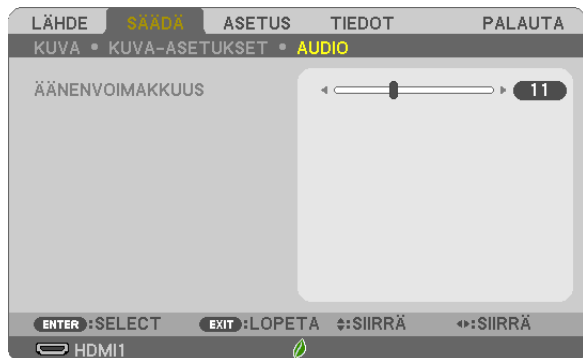 LÄHDE SÄÄDÄ ASETUS TIEDOT PALAUTA
KUVA • KUVA-ASETUKSET • AUDIO
ÄÄNENVOIMAKKUUS 11
ENTER :SELECT EXIT :LOPETA :SIIRRÄ :SIIRRÄ
HDMI1